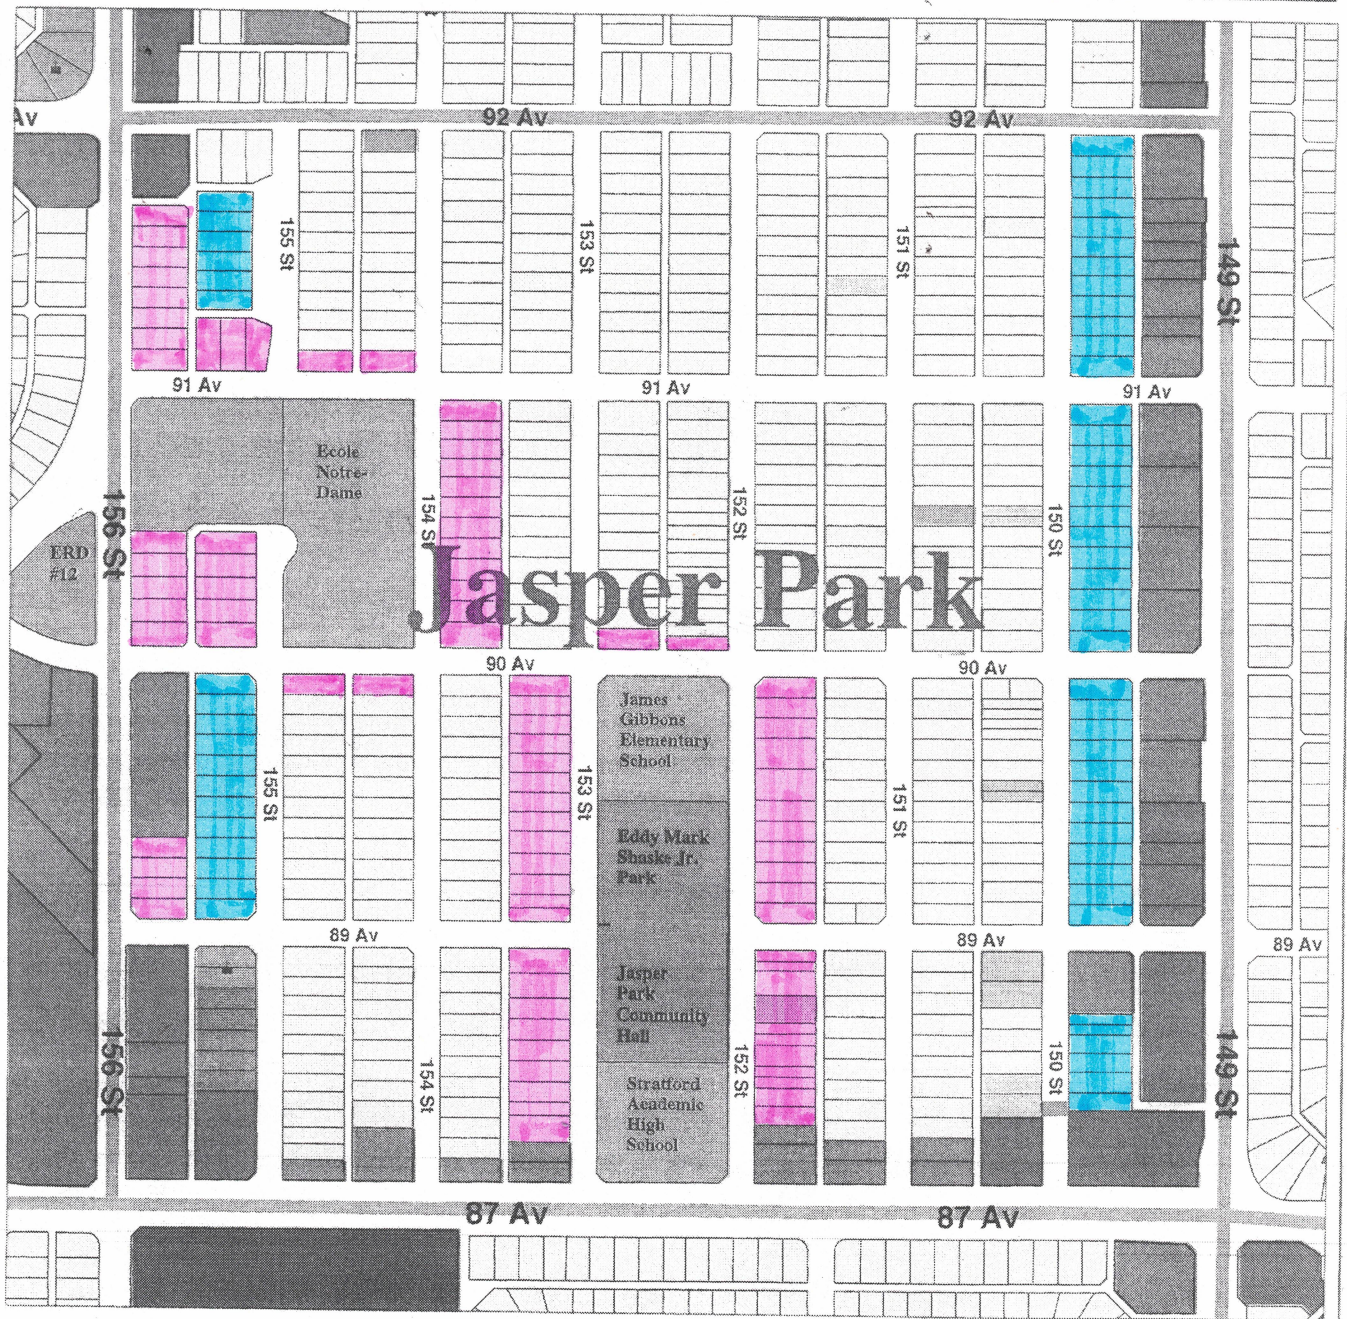 92 Av
92 Av
Av
155 St
153 St
151 St
149 St
91 Av
91 Av
91 Av
Ecole
Notre-
Dame
156 St
154 St
152 St
150 St
ERD
#12
Jasper Park
90 Av
90 Av
James
Gibbons
Elementary
School
155 St
153 St
151 St
Eddy Mark
Shaske Jr.
Park
89 Av
89 Av
89 Av
Jasper
Park
Community
Hall
156 St
154 St
152 St
150 St
149 St
Stratford
Academic
High
School
87 Av
87 Av